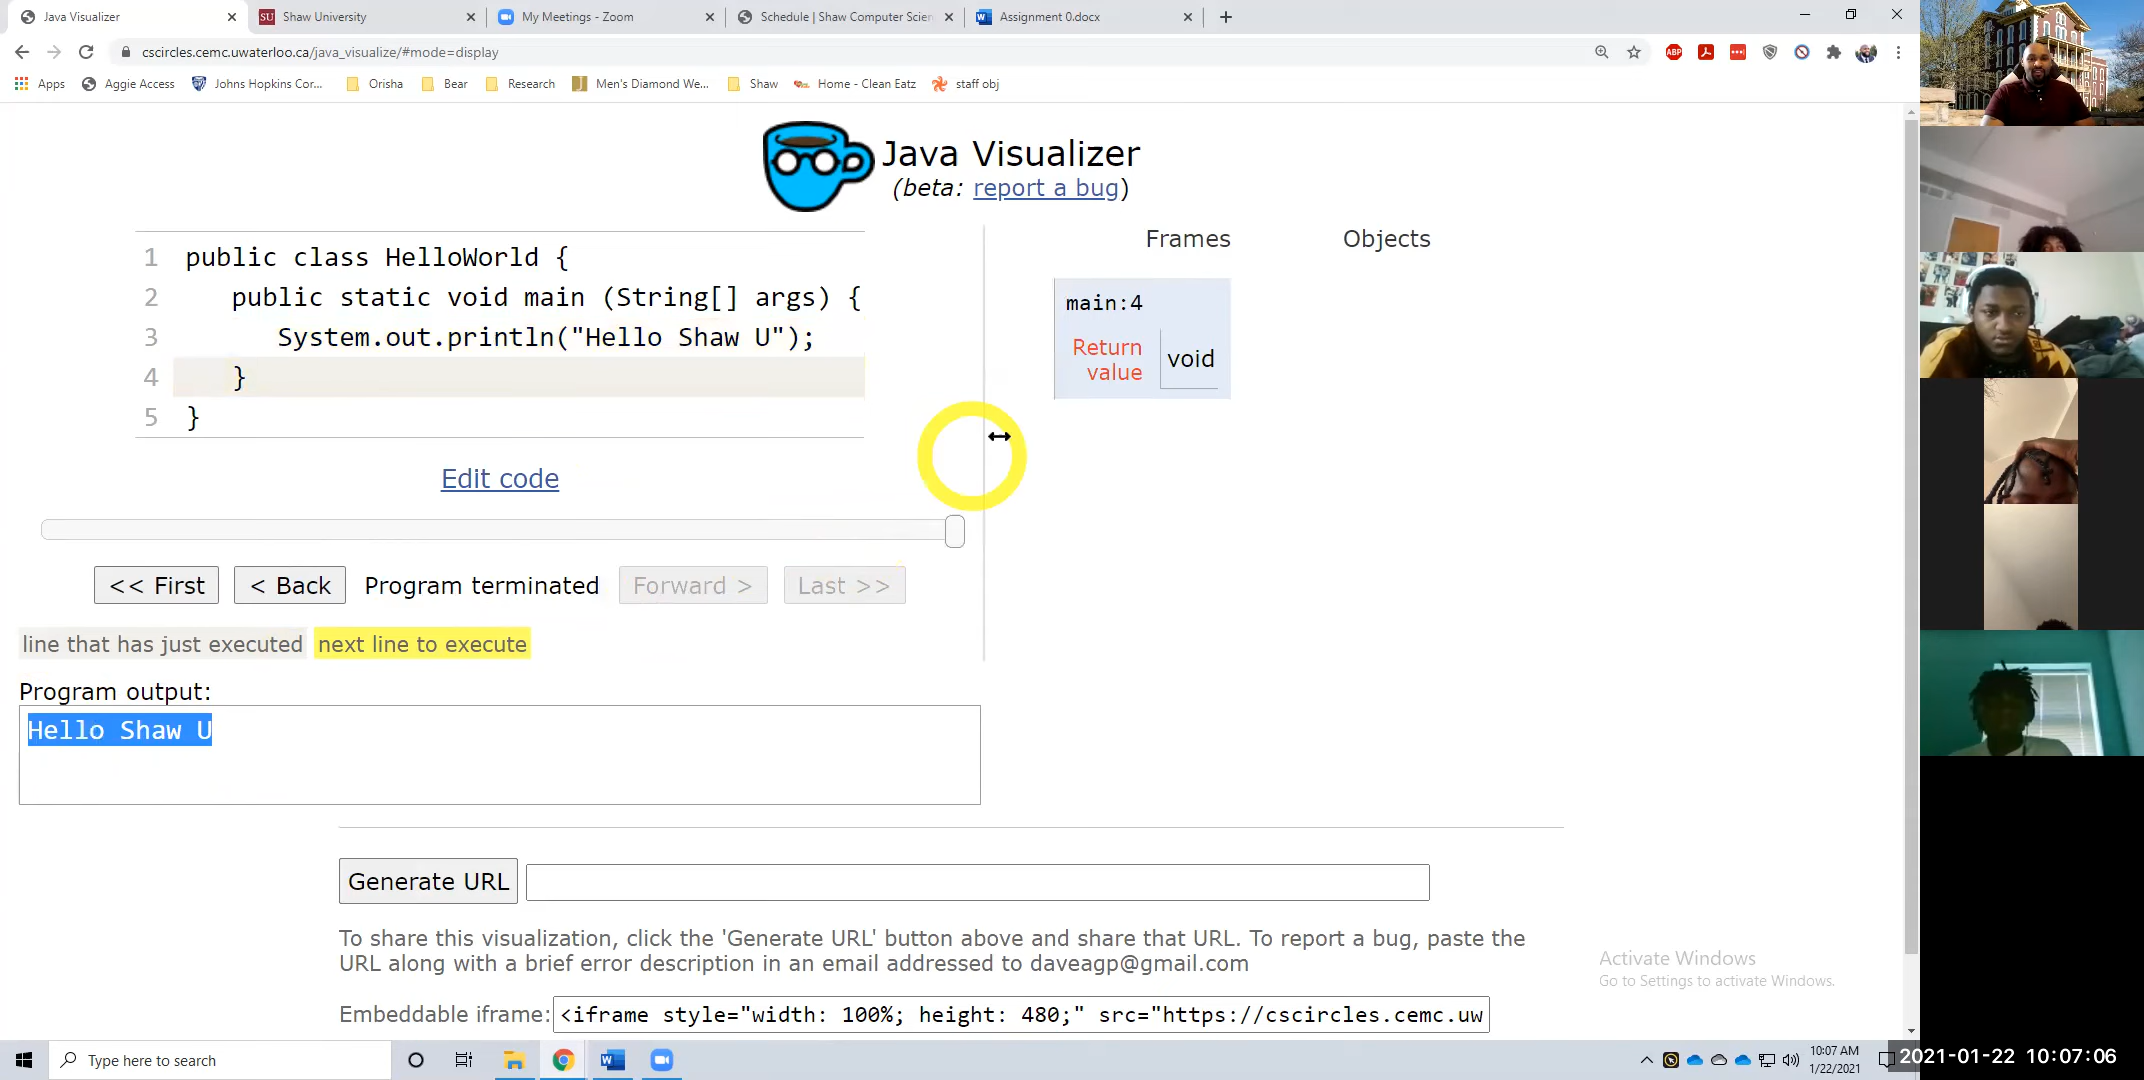 Java Visualizer
Shaw University
My Meetings - Zoom
Schedule | Shaw Computer Scien
Assignment 0.docx
cscircles.cemc.uwaterloo.ca/java_visualize/#mode=display
Apps
Aggie Access
Johns Hopkins Cor...
Orisha
Bear
Research
Men's Diamond We...
Shaw
Home - Clean Eatz
staff obj
Java Visualizer
(beta: report a bug)
1 public class HelloWorld {
2 public static void main (String[] args) {
3 System.out.println("Hello Shaw U");
4 }
5 }
Edit code
<< First
< Back
Program terminated
Forward >
Last >>
line that has just executed
next line to execute
Frames
Objects
main:4
Return value
void
Program output:
Hello Shaw U
Generate URL
To share this visualization, click the 'Generate URL' button above and share that URL. To report a bug, paste the
URL along with a brief error description in an email addressed to daveagp@gmail.com
Embeddable iframe: <iframe style="width: 100%; height: 480;" src="https://cscircles.cemc.uw
Activate Windows
Go to Settings to activate Windows.
Type here to search
10:07 AM
1/22/2021
2021-01-22 10:07:06